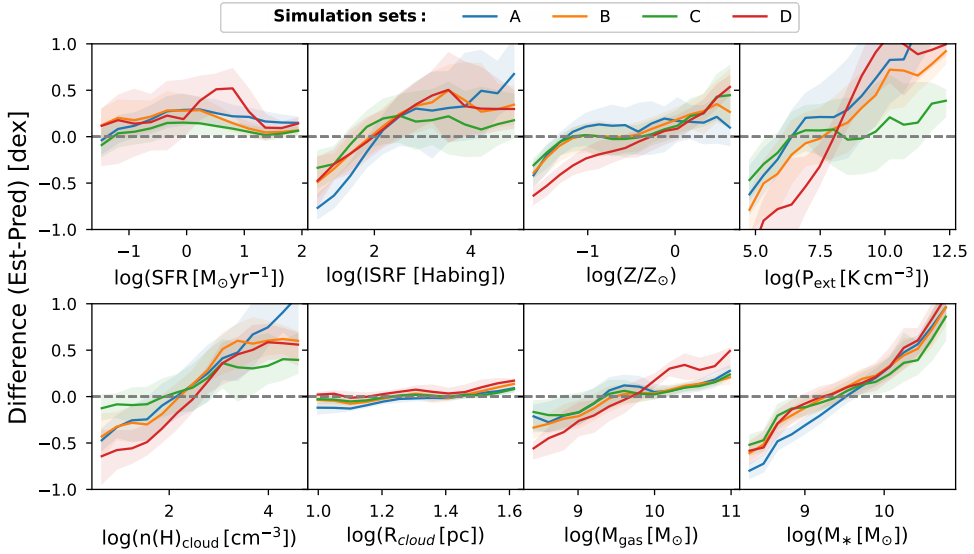 Simulation sets: A B C D
Difference (Est-Pred) [dex]
1.0
0.5
0.0
−0.5
−1.0
−1 0 1 2
log(SFR [M⊙yr⁻¹])
2 4
log(ISRF [Habing])
−1 0
log(Z/Z⊙)
5.0 7.5 10.0 12.5
log(P_ext [K cm⁻³])
1.0
0.5
0.0
−0.5
−1.0
2 4
log(n(H)_cloud [cm⁻³])
1.0 1.2 1.4 1.6
log(R_cloud [pc])
9 10 11
log(M_gas [M⊙])
9 10
log(M_* [M⊙])